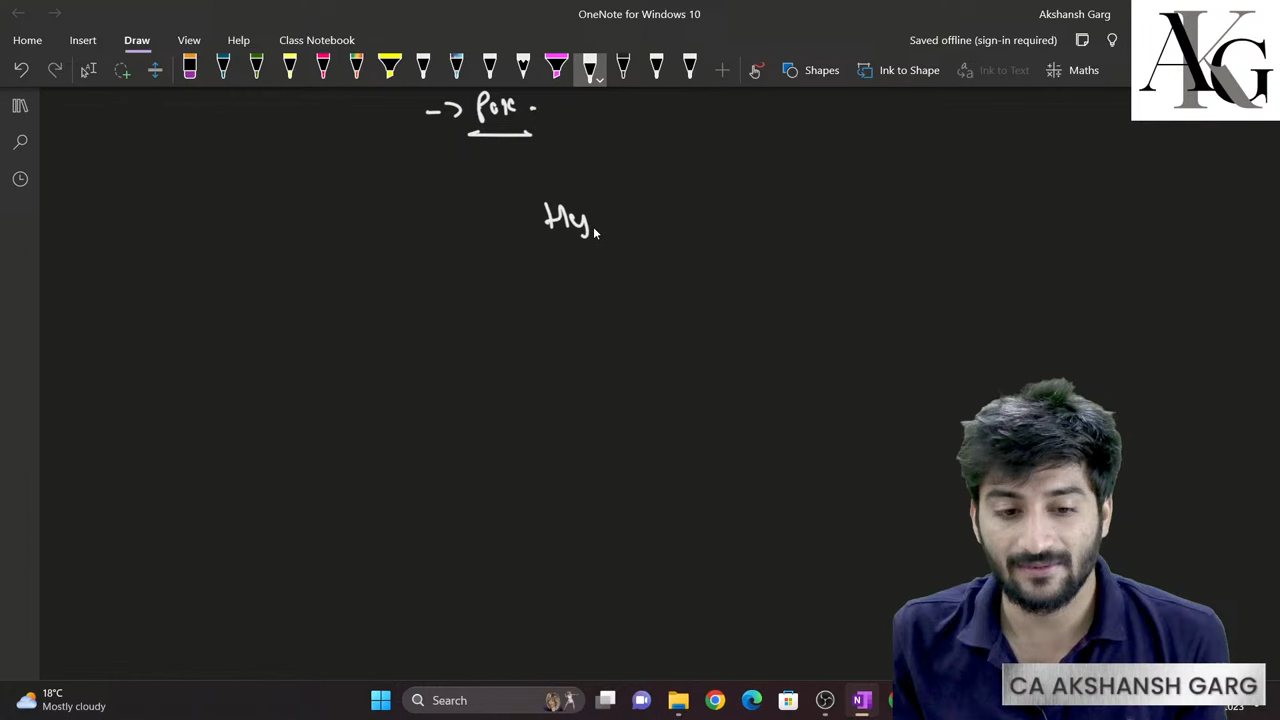 OneNote for Windows 10
Akshansh Garg
Home Insert Draw View Help Class Notebook
Saved offline (sign-in required)
Shapes Ink to Shape Ink to Text Maths
AKG
Hy
CA AKSHANSH GARG
18°C
Mostly cloudy
Search